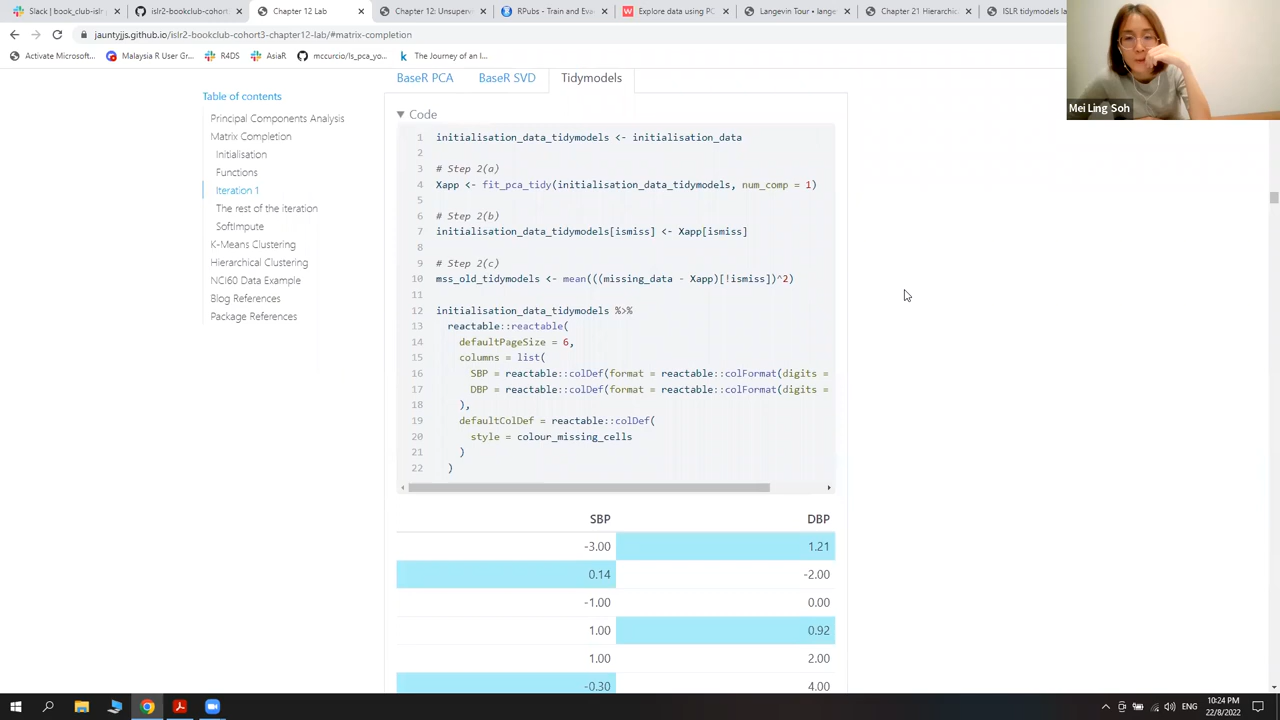 Slack | book_club-islr
islr2-bookclub-cohort
Chapter 12 Lab
Chapter 12: Unsuperv
RPubs - Train and Eva
Explore data using PC
Langevin Tour • lange
Chapter 21 Hierarchic
ISLR tidymodels la
jauntyjjs.github.io/islr2-bookclub-cohort3-chapter12-lab/#matrix-completion
Activate Microsoft...
Malaysia R User Gr...
R4DS
AsiaR
mccurcio/Is_pca_yo...
The Journey of an I...
Mei Ling Soh
BaseR PCA
BaseR SVD
Tidymodels
Table of contents
Principal Components Analysis
Matrix Completion
Initialisation
Functions
Iteration 1
The rest of the iteration
SoftImpute
K-Means Clustering
Hierarchical Clustering
NCI60 Data Example
Blog References
Package References
Code
1 initialisation_data_tidymodels <- initialisation_data
2
3 # Step 2(a)
4 Xapp <- fit_pca_tidy(initialisation_data_tidymodels, num_comp = 1)
5
6 # Step 2(b)
7 initialisation_data_tidymodels[ismiss] <- Xapp[ismiss]
8
9 # Step 2(c)
10 mss_old_tidymodels <- mean(((missing_data - Xapp)[!ismiss])^2)
11
12 initialisation_data_tidymodels %>%
13 reactable::reactable(
14 defaultPageSize = 6,
15 columns = list(
16 SBP = reactable::colDef(format = reactable::colFormat(digits =
17 DBP = reactable::colDef(format = reactable::colFormat(digits =
18 ),
19 defaultColDef = reactable::colDef(
20 style = colour_missing_cells
21 )
22 )
SBP DBP
-3.00 1.21
0.14 -2.00
-1.00 0.00
1.00 0.92
1.00 2.00
-0.30 4.00
ENG
10:24 PM
22/8/2022